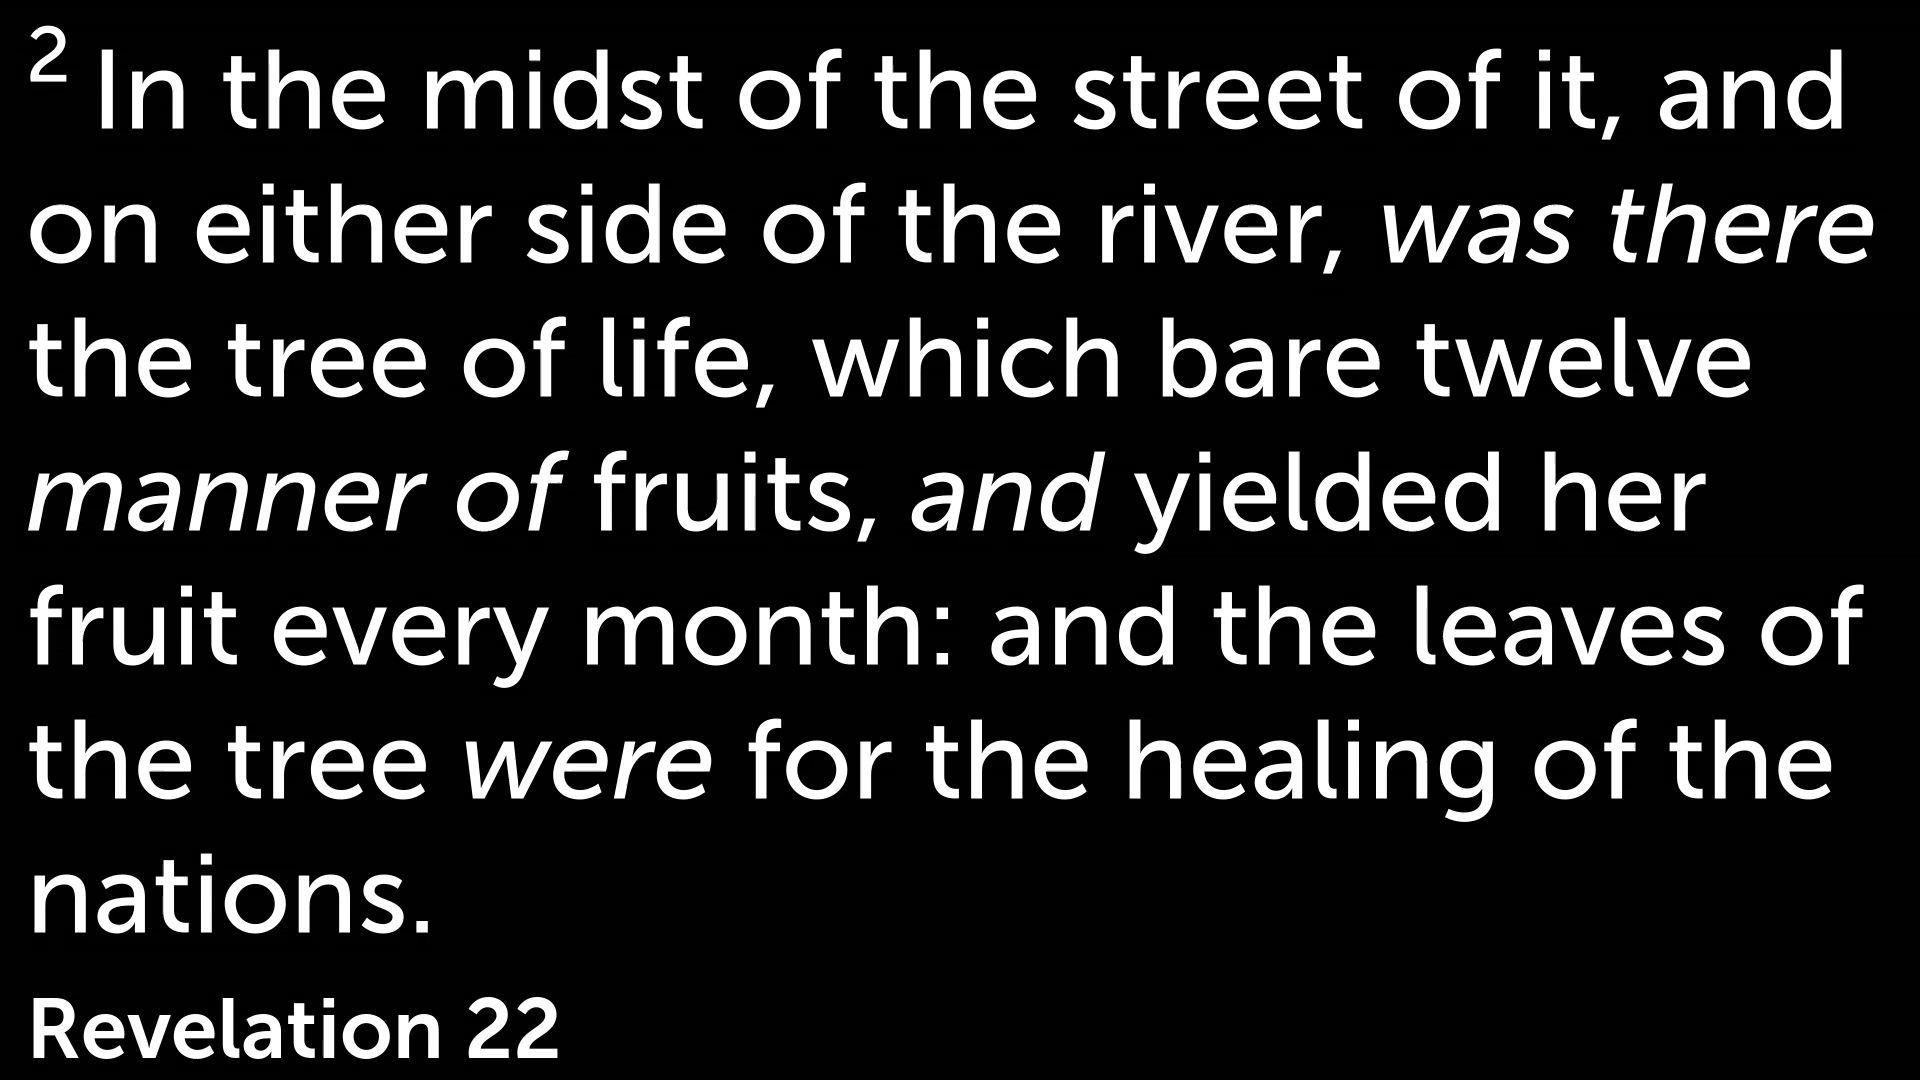 2 In the midst of the street of it, and
on either side of the river, was there
the tree of life, which bare twelve
manner of fruits, and yielded her
fruit every month: and the leaves of
the tree were for the healing of the
nations.
Revelation 22